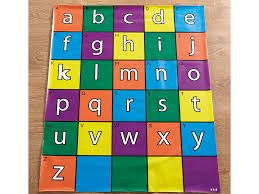 a b c d e
f g h i j
k l m n o
p q r s t
u v w x y
z